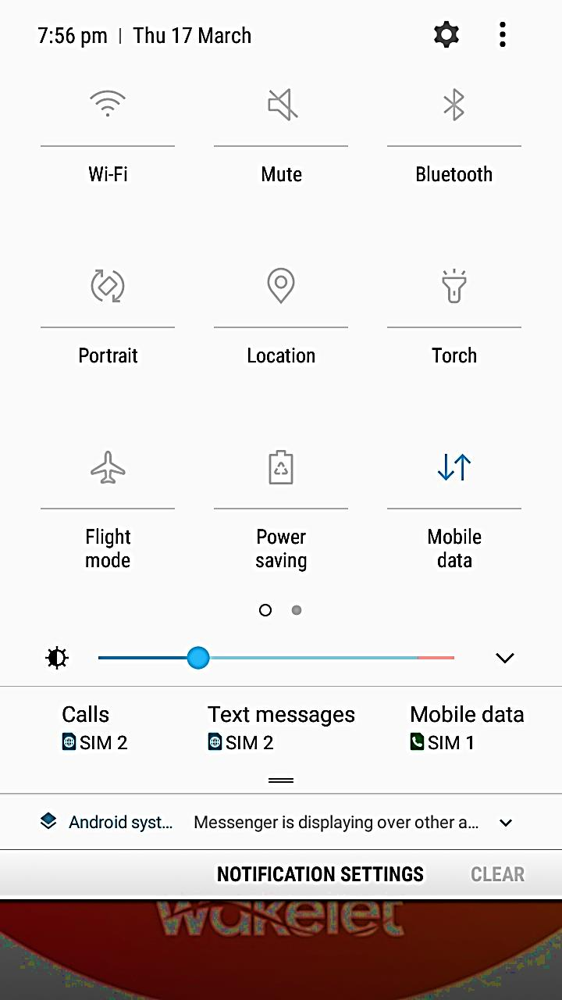 7:56 pm | Thu 17 March
Wi-Fi Mute Bluetooth
Portrait Location Torch
Flight mode Power saving Mobile data
Calls Text messages Mobile data
SIM 2 SIM 2 SIM 1
Android syst... Messenger is displaying over other a...
NOTIFICATION SETTINGS CLEAR
wakelet